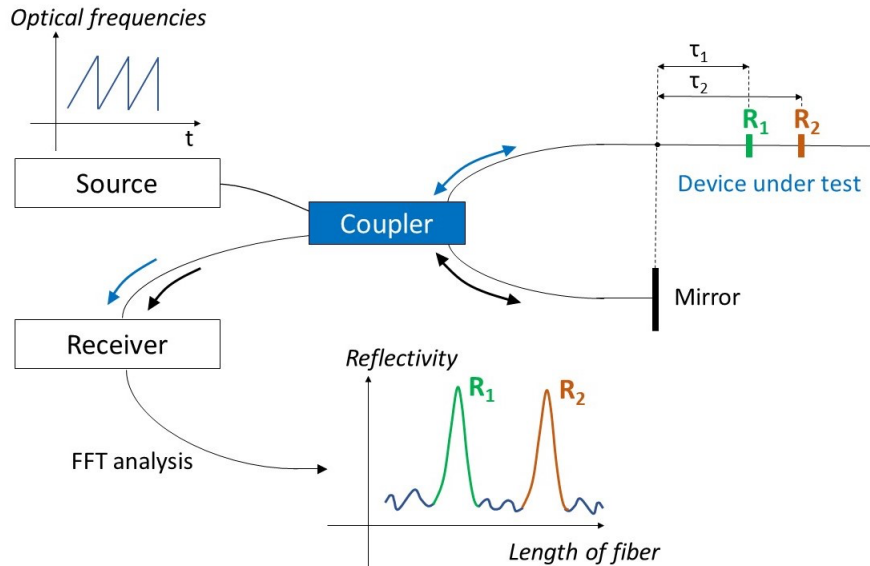 Optical frequencies
t
Source
Coupler
τ₁
τ₂
R₁ R₂
Device under test
Mirror
Receiver
FFT analysis
Reflectivity
R₁
R₂
Length of fiber